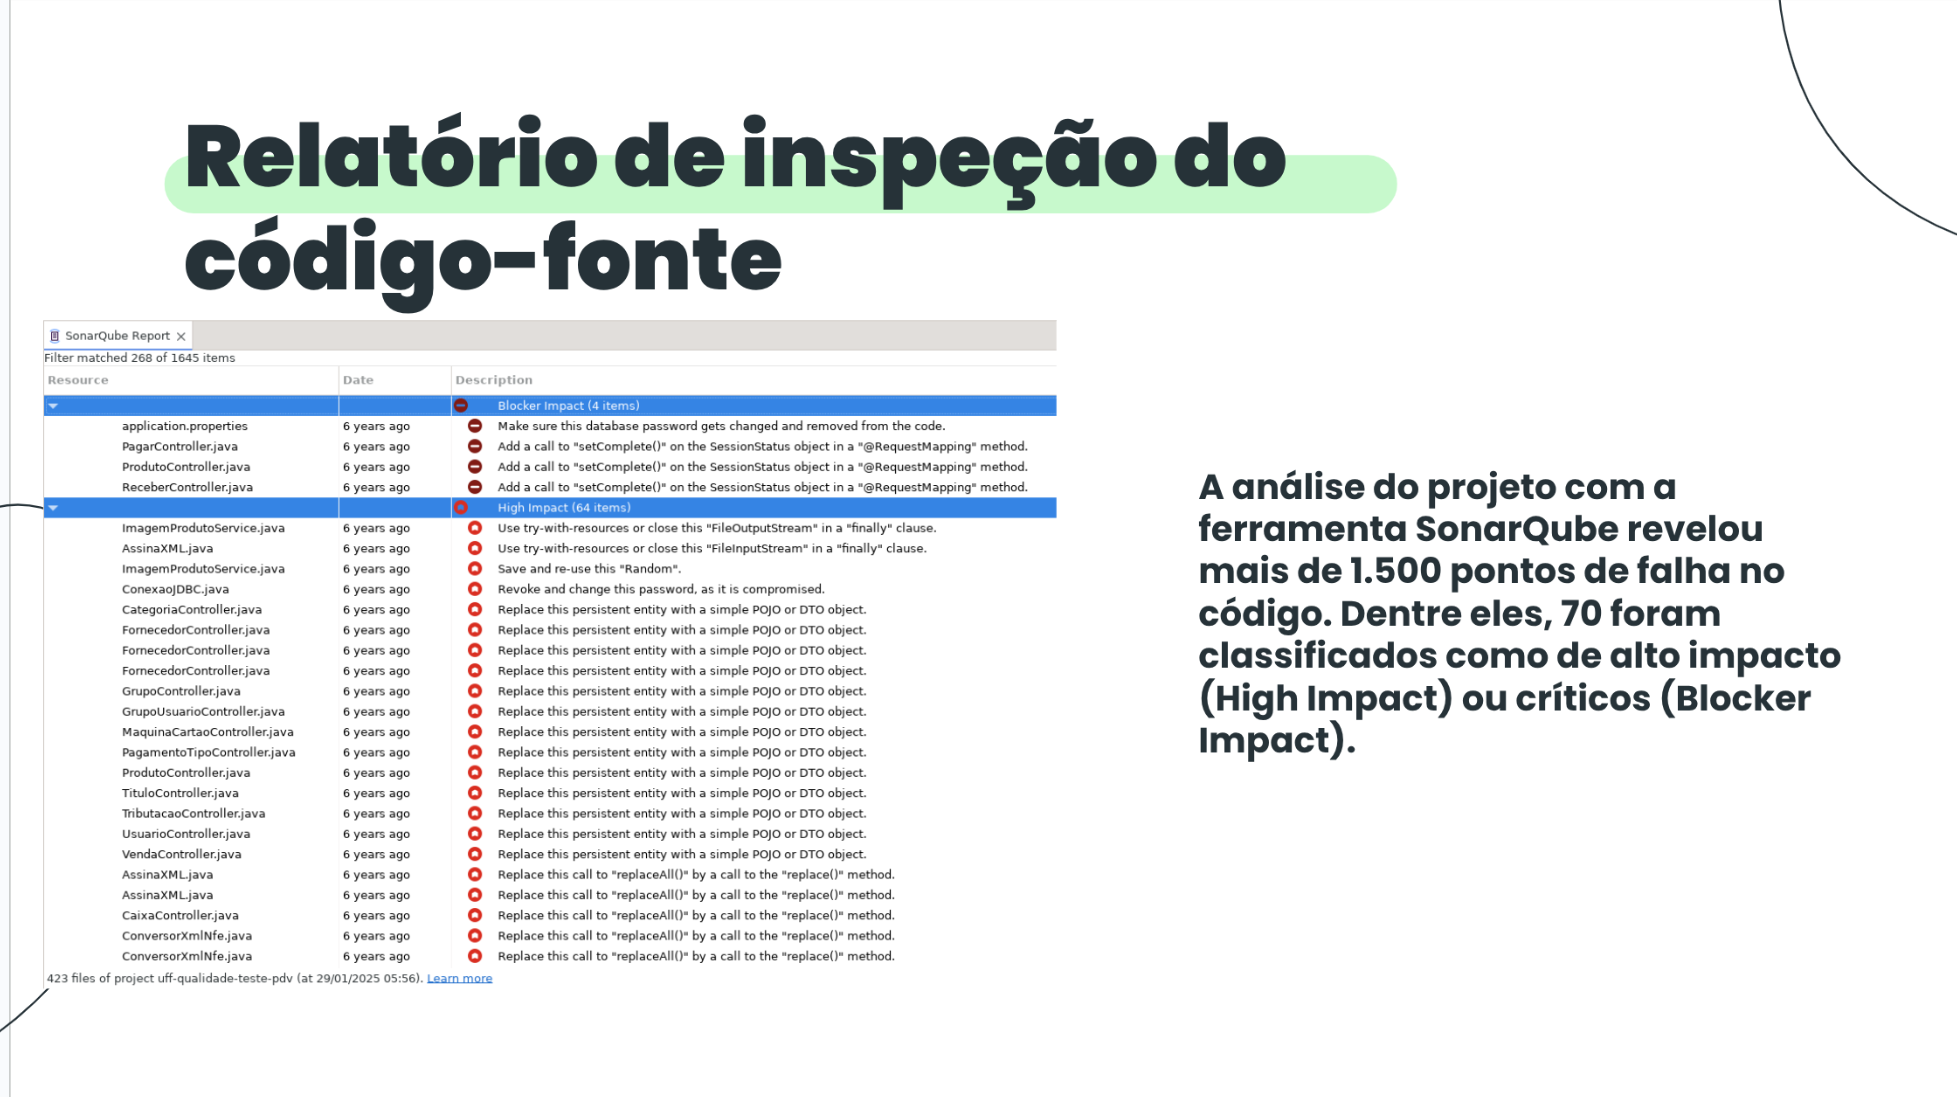 Relatório de inspeção do
código-fonte
SonarQube Report
Filter matched 268 of 1645 items
Resource Date Description
Blocker Impact (4 items)
application.properties 6 years ago Make sure this database password gets changed and removed from the code.
PagarController.java 6 years ago Add a call to "setComplete()" on the SessionStatus object in a "@RequestMapping" method.
ProdutoController.java 6 years ago Add a call to "setComplete()" on the SessionStatus object in a "@RequestMapping" method.
ReceberController.java 6 years ago Add a call to "setComplete()" on the SessionStatus object in a "@RequestMapping" method.
High Impact (64 items)
ImagemProdutoService.java 6 years ago Use try-with-resources or close this "FileOutputStream" in a "finally" clause.
AssinaXML.java 6 years ago Use try-with-resources or close this "FileInputStream" in a "finally" clause.
ImagemProdutoService.java 6 years ago Save and re-use this "Random".
ConexaoJDBC.java 6 years ago Revoke and change this password, as it is compromised.
CategoriaController.java 6 years ago Replace this persistent entity with a simple POJO or DTO object.
FornecedorController.java 6 years ago Replace this persistent entity with a simple POJO or DTO object.
FornecedorController.java 6 years ago Replace this persistent entity with a simple POJO or DTO object.
FornecedorController.java 6 years ago Replace this persistent entity with a simple POJO or DTO object.
GrupoController.java 6 years ago Replace this persistent entity with a simple POJO or DTO object.
GrupoUsuarioController.java 6 years ago Replace this persistent entity with a simple POJO or DTO object.
MaquinaCartaoController.java 6 years ago Replace this persistent entity with a simple POJO or DTO object.
PagamentoTipoController.java 6 years ago Replace this persistent entity with a simple POJO or DTO object.
ProdutoController.java 6 years ago Replace this persistent entity with a simple POJO or DTO object.
TituloController.java 6 years ago Replace this persistent entity with a simple POJO or DTO object.
TributacaoController.java 6 years ago Replace this persistent entity with a simple POJO or DTO object.
UsuarioController.java 6 years ago Replace this persistent entity with a simple POJO or DTO object.
VendaController.java 6 years ago Replace this persistent entity with a simple POJO or DTO object.
AssinaXML.java 6 years ago Replace this call to "replaceAll()" by a call to the "replace()" method.
AssinaXML.java 6 years ago Replace this call to "replaceAll()" by a call to the "replace()" method.
CaixaController.java 6 years ago Replace this call to "replaceAll()" by a call to the "replace()" method.
ConversorXmlNfe.java 6 years ago Replace this call to "replaceAll()" by a call to the "replace()" method.
ConversorXmlNfe.java 6 years ago Replace this call to "replaceAll()" by a call to the "replace()" method.
423 files of project uff-qualidade-teste-pdv (at 29/01/2025 05:56). Learn more
A análise do projeto com a
ferramenta SonarQube revelou
mais de 1.500 pontos de falha no
código. Dentre eles, 70 foram
classificados como de alto impacto
(High Impact) ou críticos (Blocker
Impact).